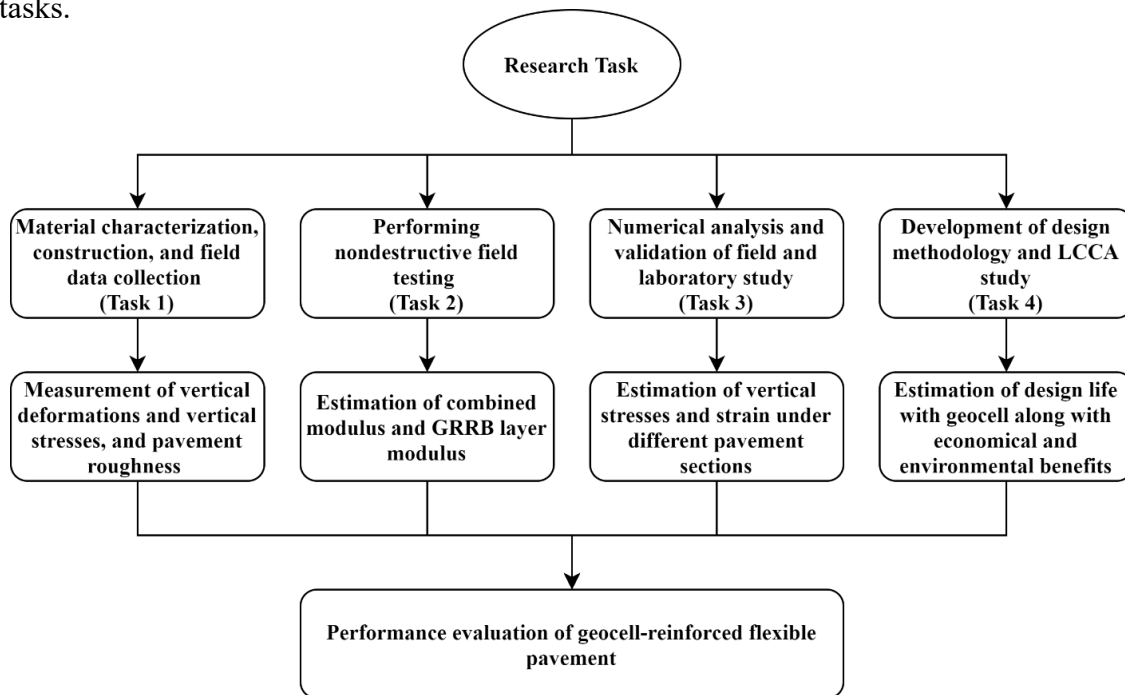 tasks.
Research Task
Material characterization,
construction, and field
data collection
(Task 1)
Performing
nondestructive field
testing
(Task 2)
Numerical analysis and
validation of field and
laboratory study
(Task 3)
Development of design
methodology and LCCA
study
(Task 4)
Measurement of vertical
deformations and vertical
stresses, and pavement
roughness
Estimation of combined
modulus and GRRB layer
modulus
Estimation of vertical
stresses and strain under
different pavement
sections
Estimation of design life
with geocell along with
economical and
environmental benefits
Performance evaluation of geocell-reinforced flexible
pavement